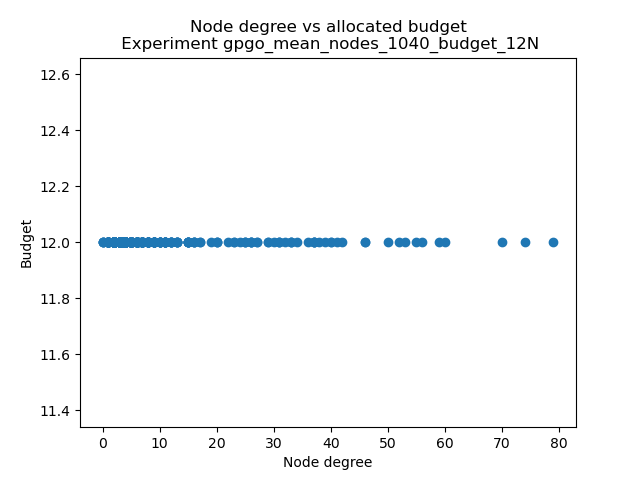 Node degree vs allocated budget
Experiment gpgo_mean_nodes_1040_budget_12N
12.6
12.4
12.2
12.0
11.8
11.6
11.4
Budget
0 10 20 30 40 50 60 70 80
Node degree